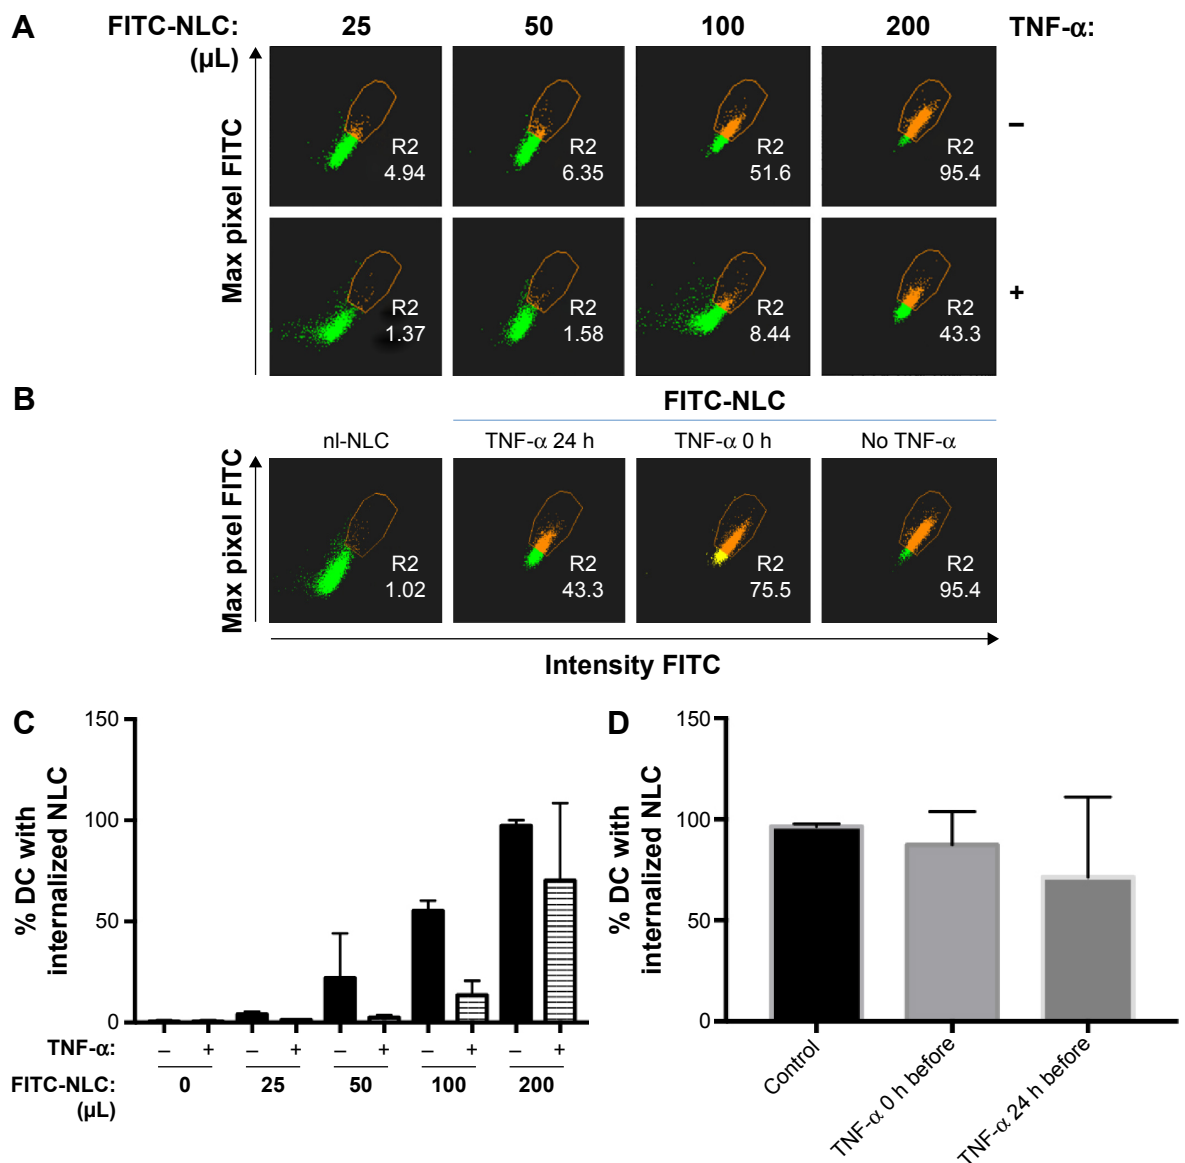 A
FITC-NLC: 25 50 100 200 TNF-α:
(µL)
Max pixel FITC
R2
4.94
R2
6.35
R2
51.6
R2
95.4
–
R2
1.37
R2
1.58
R2
8.44
R2
43.3
+
B
FITC-NLC
nl-NLC TNF-α 24 h TNF-α 0 h No TNF-α
Max pixel FITC
R2
1.02
R2
43.3
R2
75.5
R2
95.4
Intensity FITC
C
% DC with
internalized NLC
150
100
50
0
TNF-α: – + – + – + – + – +
FITC-NLC: 0 25 50 100 200
(µL)
D
% DC with
internalized NLC
150
100
50
0
Control
TNF-α 0 h before
TNF-α 24 h before